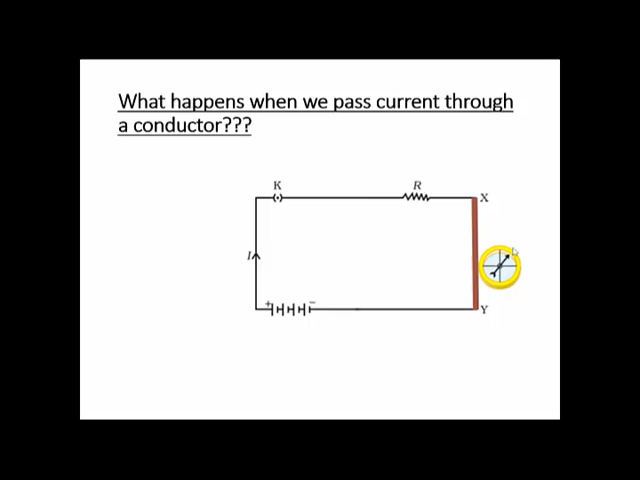 What happens when we pass current through
a conductor???
K
R
X
I
+
−
Y